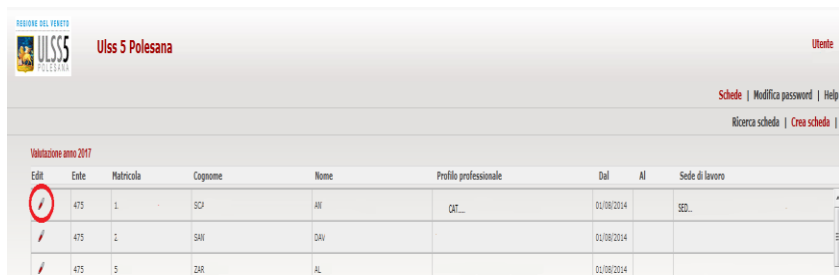 REGIONE DEL VENETO
ULSS5
POLESANA
Ulss 5 Polesana
Utente
Schede | Modifica password | Help
Ricerca scheda | Crea scheda |
Valutazione anno 2017
Edit Ente Matricola Cognome Nome Profilo professionale Dal Al Sede di lavoro
475 1 SCA AN CAT.... 01/08/2014 SED...
475 2 SAN DAV 01/08/2014
475 5 ZAR AL 01/08/2014